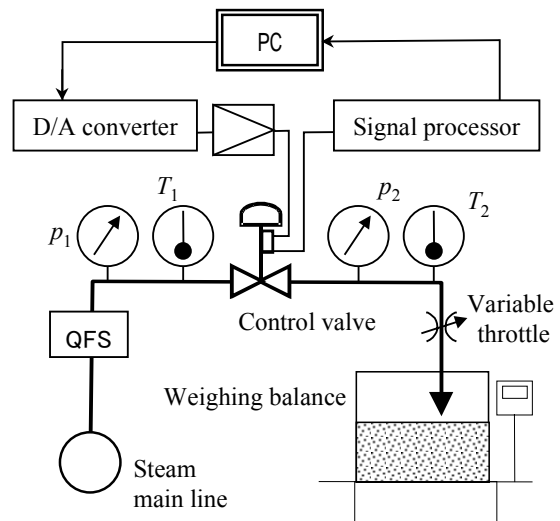 PC
D/A converter
Signal processor
p1
T1
p2
T2
Control valve
Variable
throttle
QFS
Weighing balance
Steam
main line